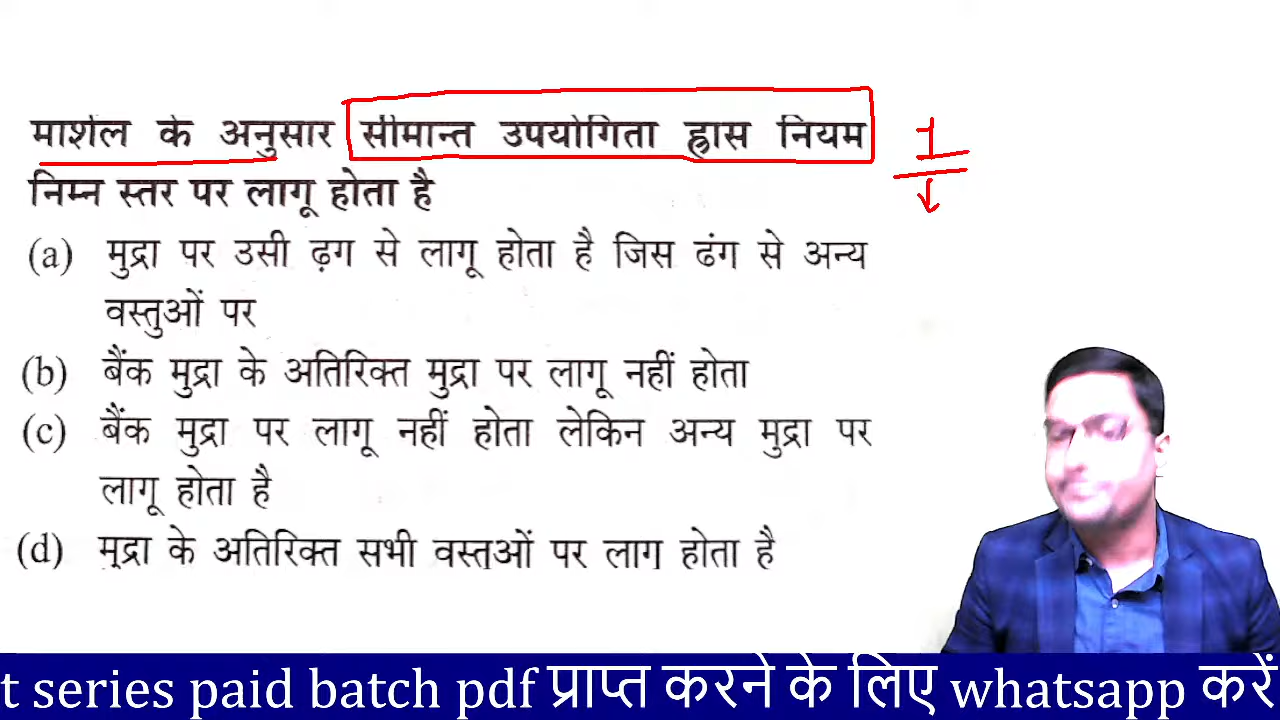 मार्शल के अनुसार सीमान्त उपयोगिता ह्रास नियम
1
निम्न स्तर पर लागू होता है
(a) मुद्रा पर उसी ढ़ग से लागू होता है जिस ढंग से अन्य
वस्तुओं पर
(b) बैंक मुद्रा के अतिरिक्त मुद्रा पर लागू नहीं होता
(c) बैंक मुद्रा पर लागू नहीं होता लेकिन अन्य मुद्रा पर
लागू होता है
(d) मुद्रा के अतिरिक्त सभी वस्तुओं पर लागू होता है
t series paid batch pdf प्राप्त करने के लिए whatsapp करें